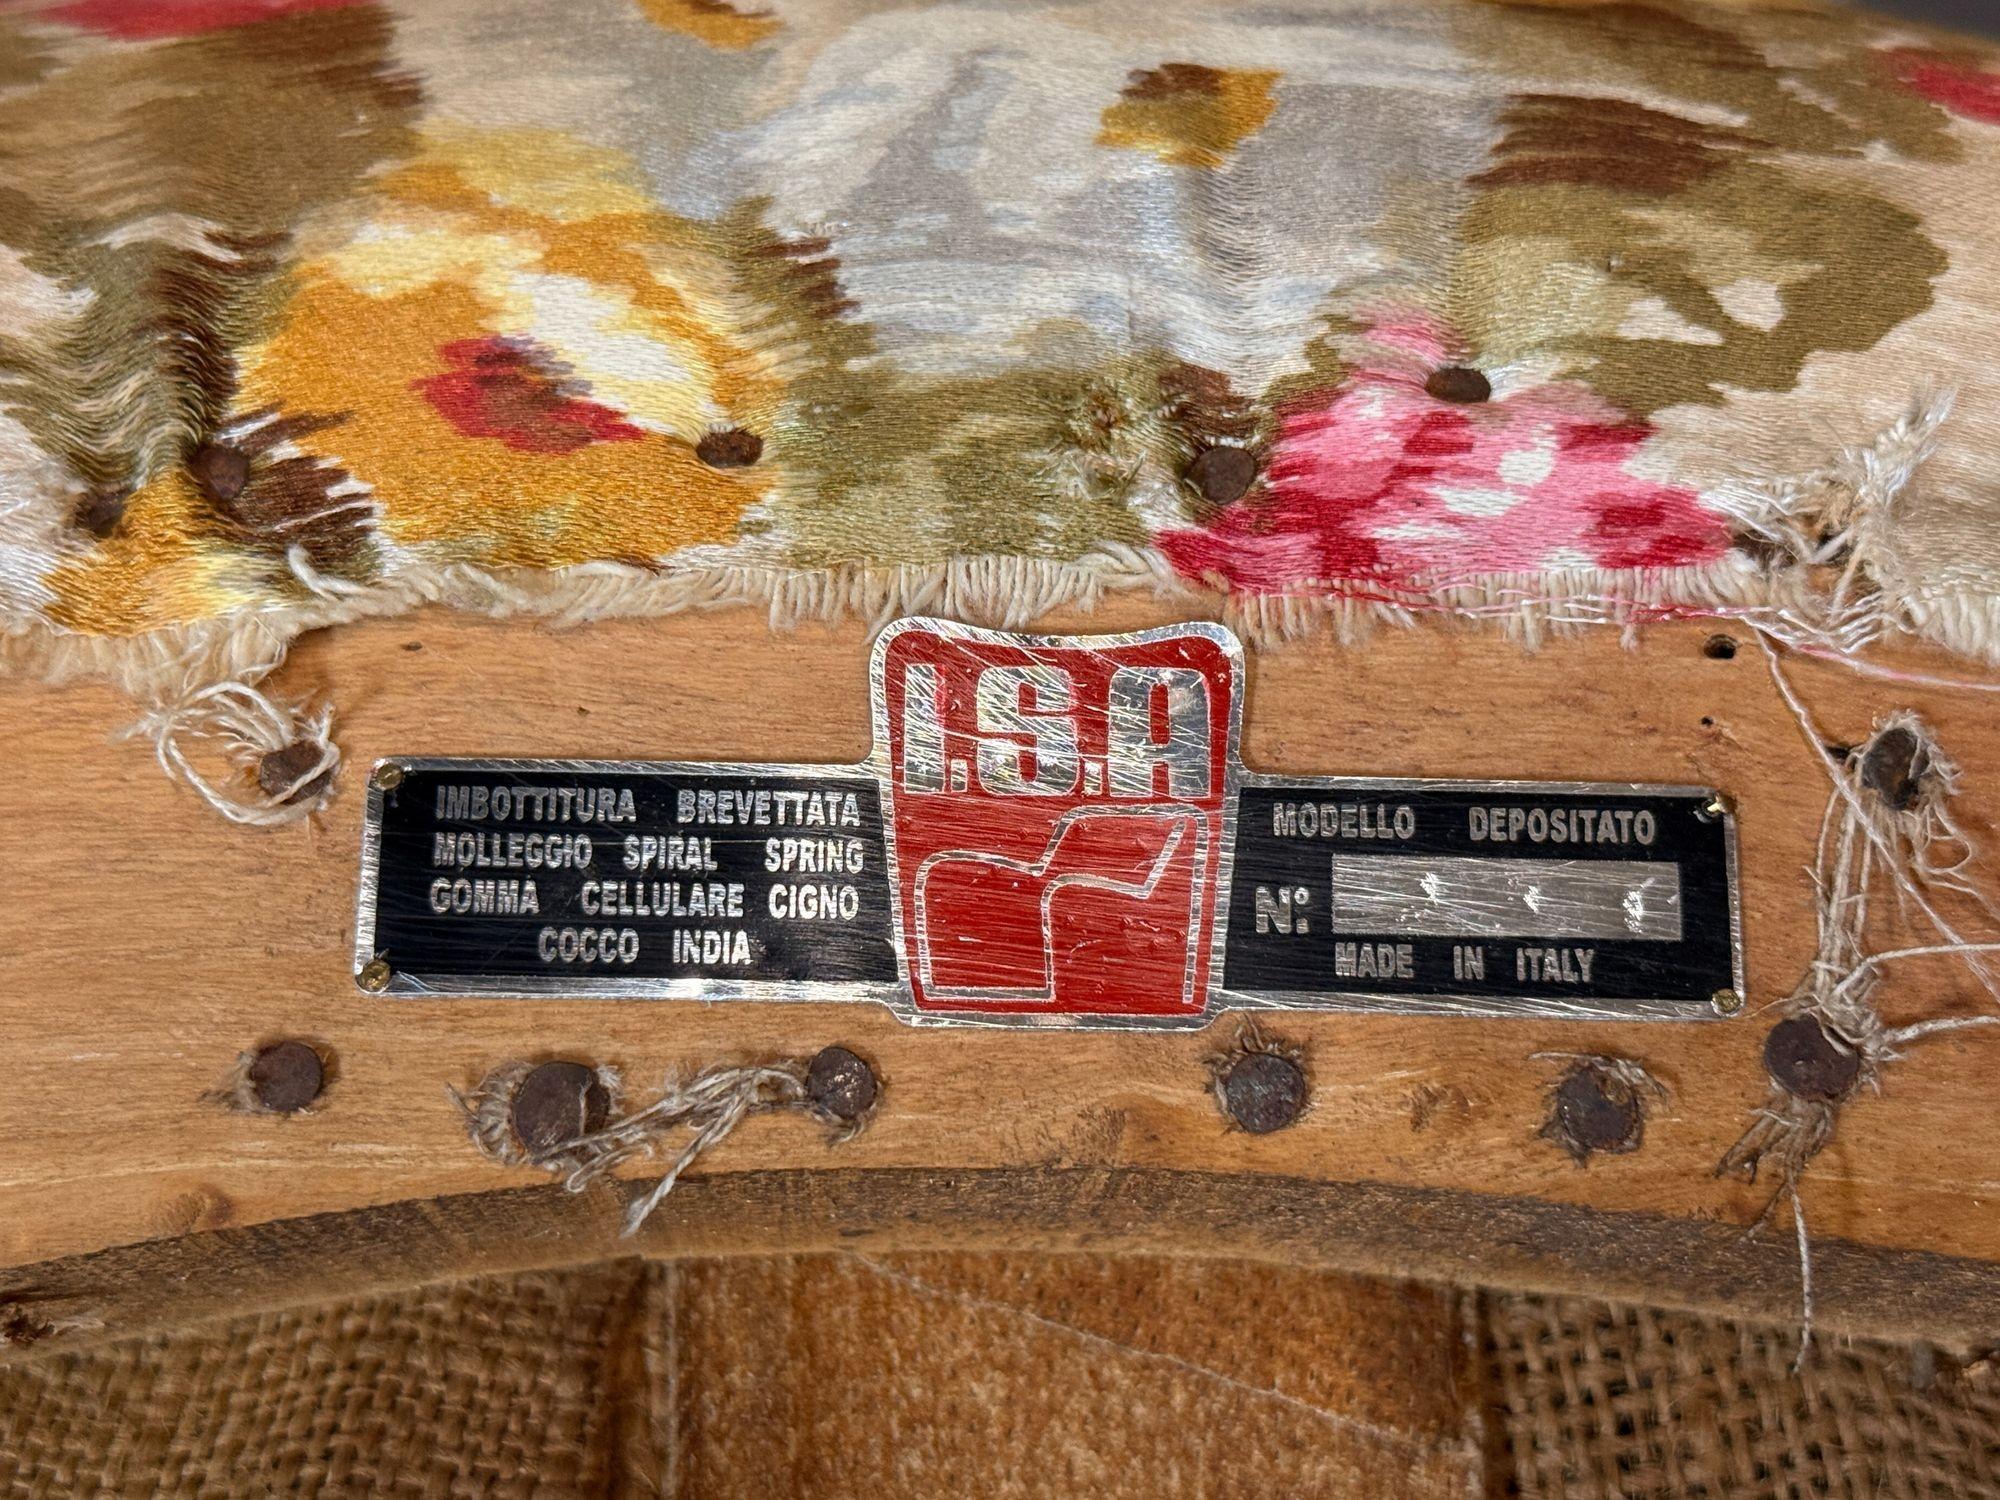 I.S.A
IMBOTTITURA BREVETTATA
MOLLEGGIO SPIRAL SPRING
GOMMA CELLULARE CIGNO
COCCO INDIA
MODELLO DEPOSITATO
N°:
MADE IN ITALY